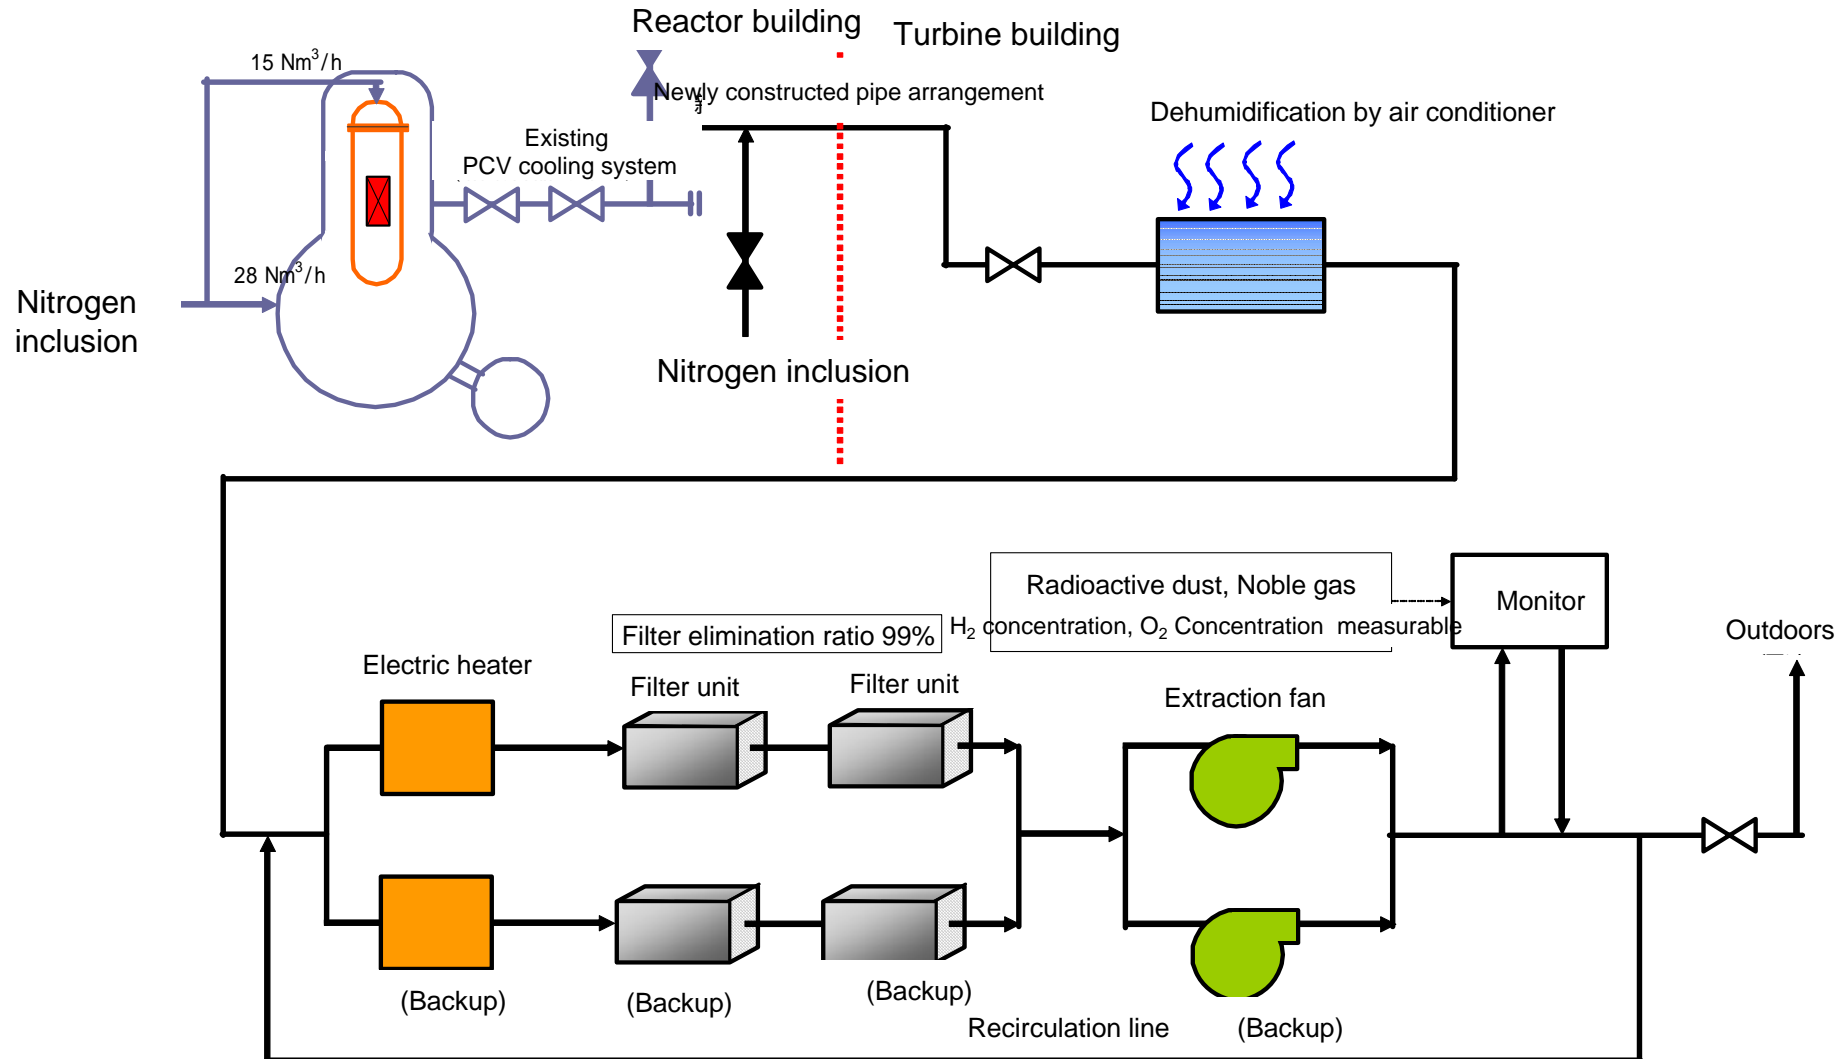 Reactor building
Turbine building
15 Nm³/h
Newly constructed pipe arrangement
Dehumidification by air conditioner
Existing
PCV cooling system
28 Nm³/h
Nitrogen
inclusion
Nitrogen inclusion
Radioactive dust, Noble gas
H₂ concentration, O₂ Concentration measurable
Monitor
Filter elimination ratio 99%
Outdoors
Electric heater
Filter unit
Filter unit
Extraction fan
(Backup)
(Backup)
(Backup)
Recirculation line
(Backup)